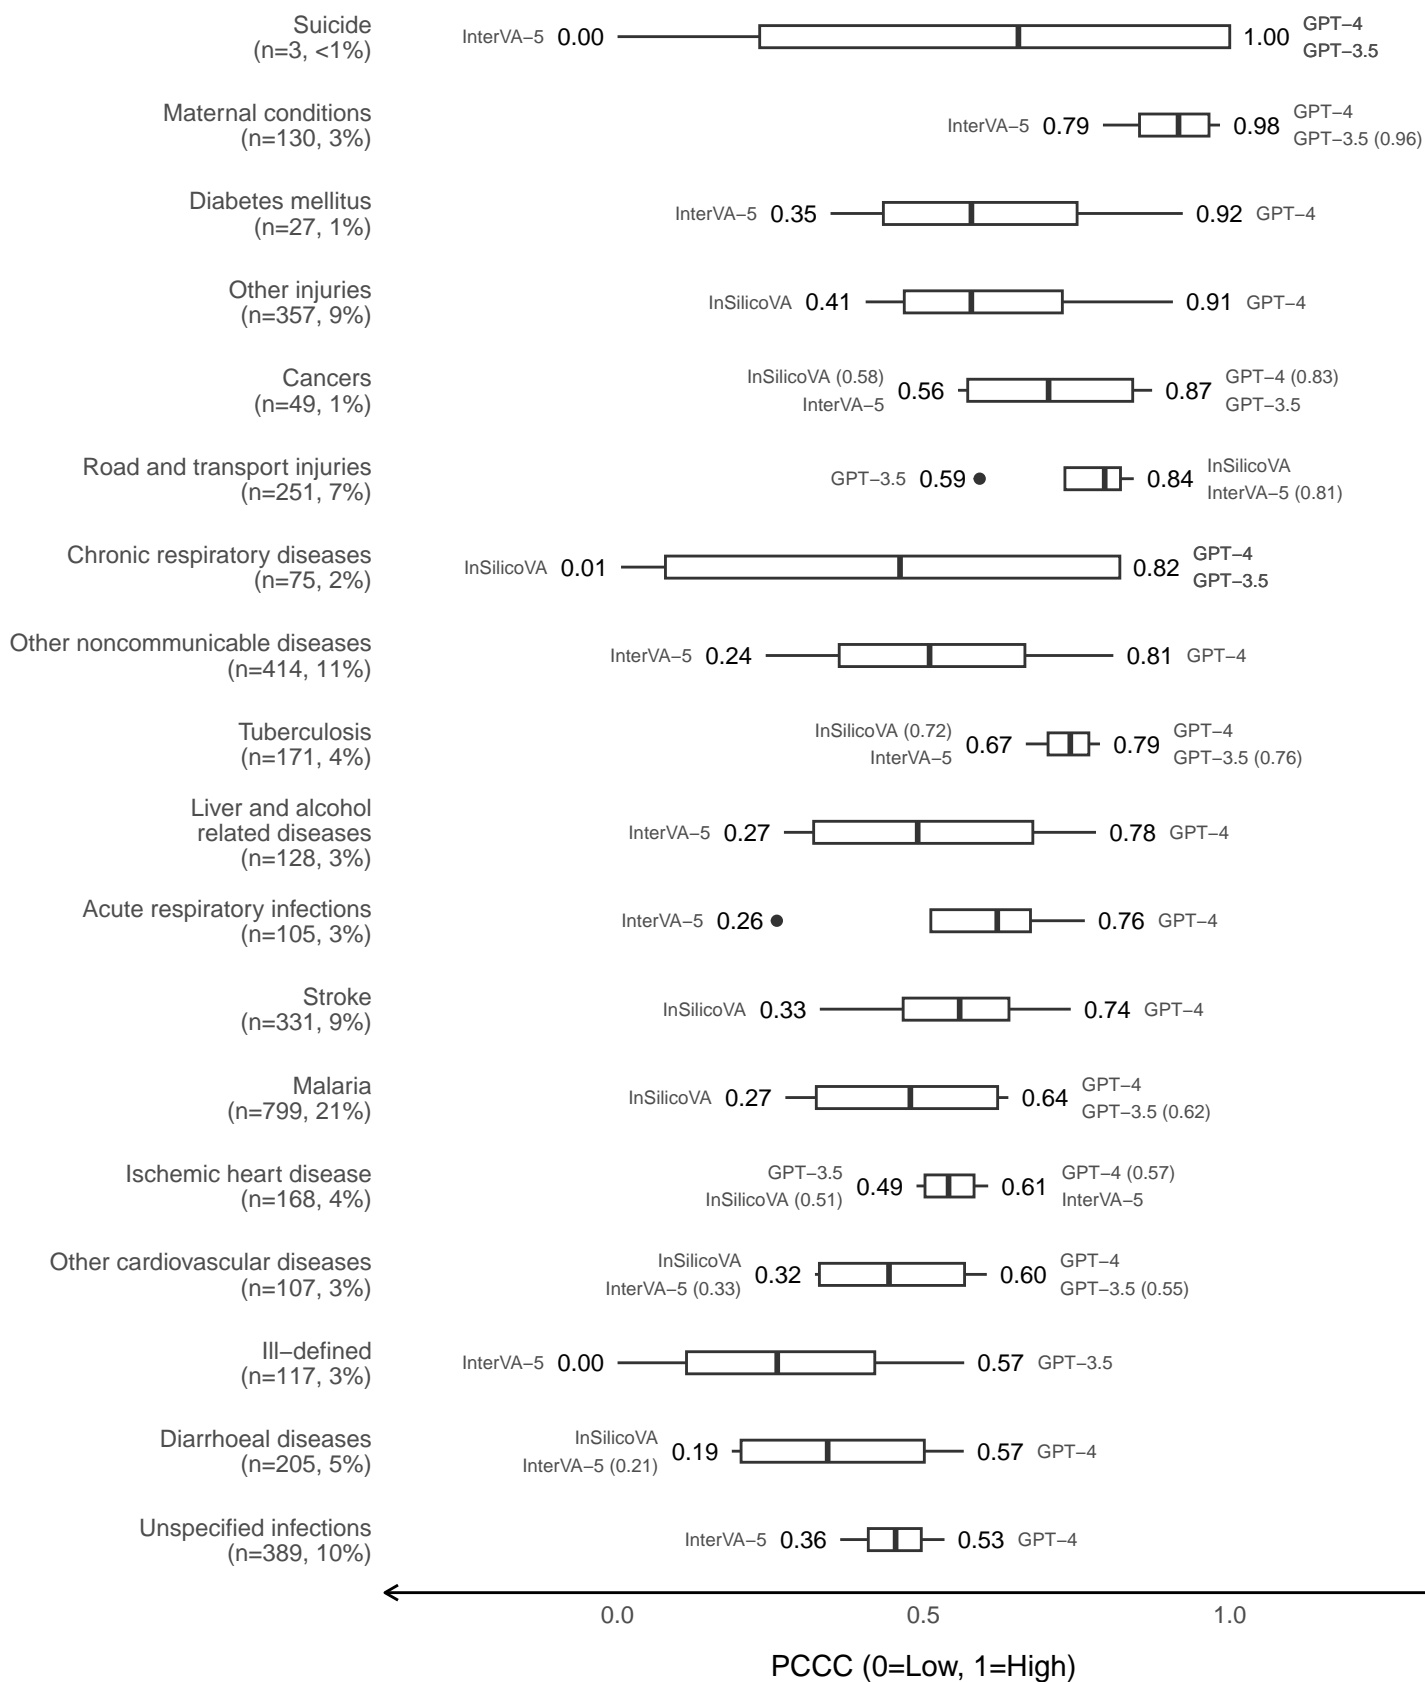 Suicide
(n=3, <1%)
InterVA−5 0.00
1.00 GPT−4
GPT−3.5
Maternal conditions
(n=130, 3%)
InterVA−5 0.79
0.98 GPT−4
GPT−3.5 (0.96)
Diabetes mellitus
(n=27, 1%)
InterVA−5 0.35
0.92 GPT−4
Other injuries
(n=357, 9%)
InSilicoVA 0.41
0.91 GPT−4
Cancers
(n=49, 1%)
InSilicoVA (0.58)
InterVA−5
0.56
0.87
GPT−4 (0.83)
GPT−3.5
Road and transport injuries
(n=251, 7%)
GPT−3.5 0.59
0.84
InSilicoVA
InterVA−5 (0.81)
Chronic respiratory diseases
(n=75, 2%)
InSilicoVA 0.01
0.82
GPT−4
GPT−3.5
Other noncommunicable diseases
(n=414, 11%)
InterVA−5 0.24
0.81 GPT−4
Tuberculosis
(n=171, 4%)
InSilicoVA (0.72)
InterVA−5
0.67
0.79
GPT−4
GPT−3.5 (0.76)
Liver and alcohol
related diseases
(n=128, 3%)
InterVA−5 0.27
0.78 GPT−4
Acute respiratory infections
(n=105, 3%)
InterVA−5 0.26
0.76 GPT−4
Stroke
(n=331, 9%)
InSilicoVA 0.33
0.74 GPT−4
Malaria
(n=799, 21%)
InSilicoVA 0.27
0.64
GPT−4
GPT−3.5 (0.62)
Ischemic heart disease
(n=168, 4%)
GPT−3.5
InSilicoVA (0.51)
0.49
0.61
GPT−4 (0.57)
InterVA−5
Other cardiovascular diseases
(n=107, 3%)
InSilicoVA
InterVA−5 (0.33)
0.32
0.60
GPT−4
GPT−3.5 (0.55)
Ill−defined
(n=117, 3%)
InterVA−5 0.00
0.57 GPT−3.5
Diarrhoeal diseases
(n=205, 5%)
InSilicoVA
InterVA−5 (0.21)
0.19
0.57 GPT−4
Unspecified infections
(n=389, 10%)
InterVA−5 0.36
0.53 GPT−4
0.0 0.5 1.0
PCCC (0=Low, 1=High)